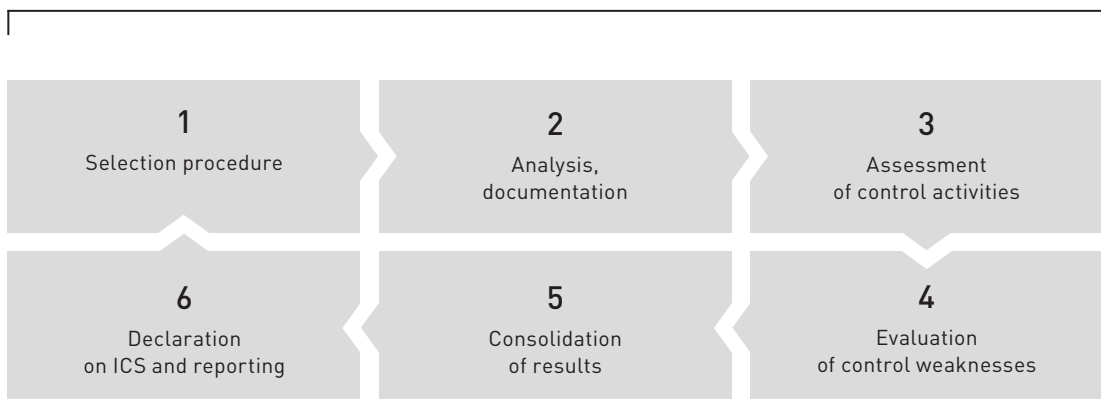 1
Selection procedure
2
Analysis,
documentation
3
Assessment
of control activities
6
Declaration
on ICS and reporting
5
Consolidation
of results
4
Evaluation
of control weaknesses